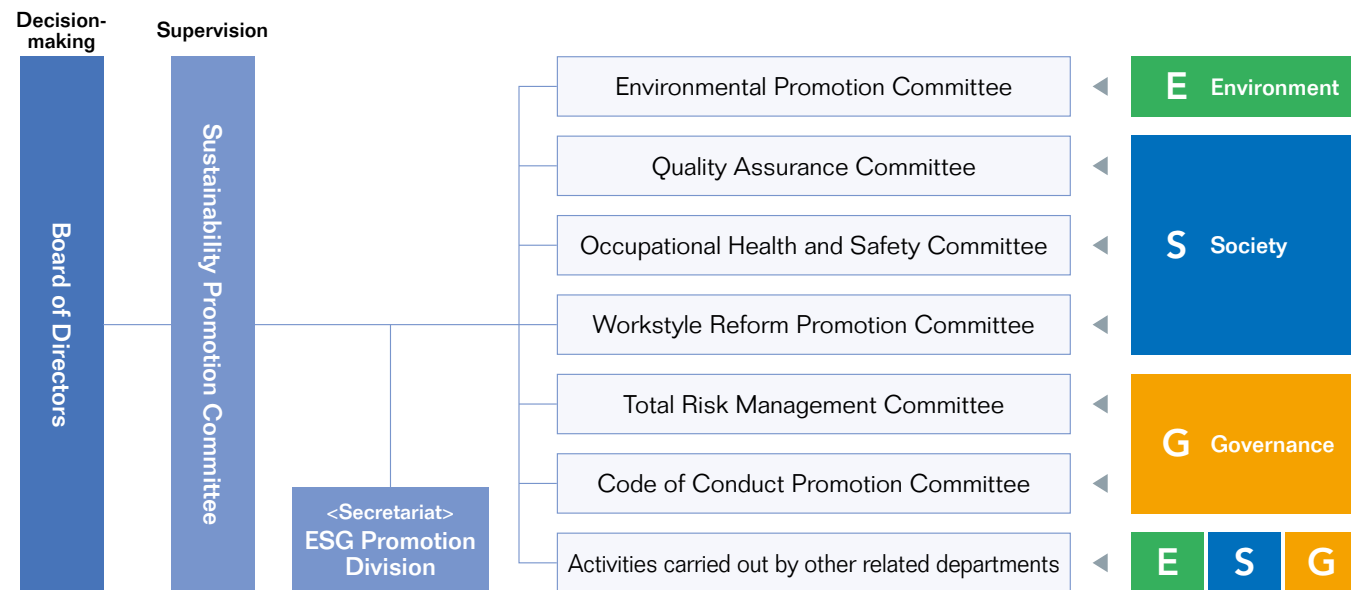 Decision-
making
Supervision
Board of Directors
Sustainability Promotion Committee
<Secretariat>
ESG Promotion
Division
Environmental Promotion Committee
Quality Assurance Committee
Occupational Health and Safety Committee
Workstyle Reform Promotion Committee
Total Risk Management Committee
Code of Conduct Promotion Committee
Activities carried out by other related departments
E Environment
S Society
G Governance
E S G